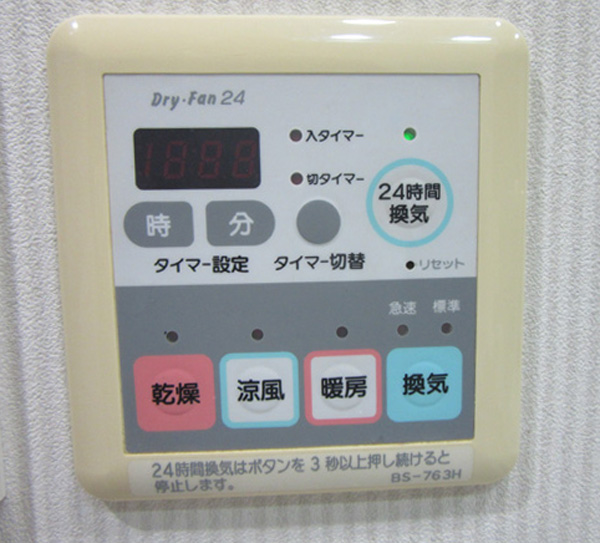 Dry・Fan 24
入タイマー
切タイマー
24時間
換気
時 分
タイマー設定 タイマー切替
リセット
急速 標準
乾燥 涼風 暖房 換気
24時間換気はボタンを 3 秒以上押し続けると
停止します。
BS-763H